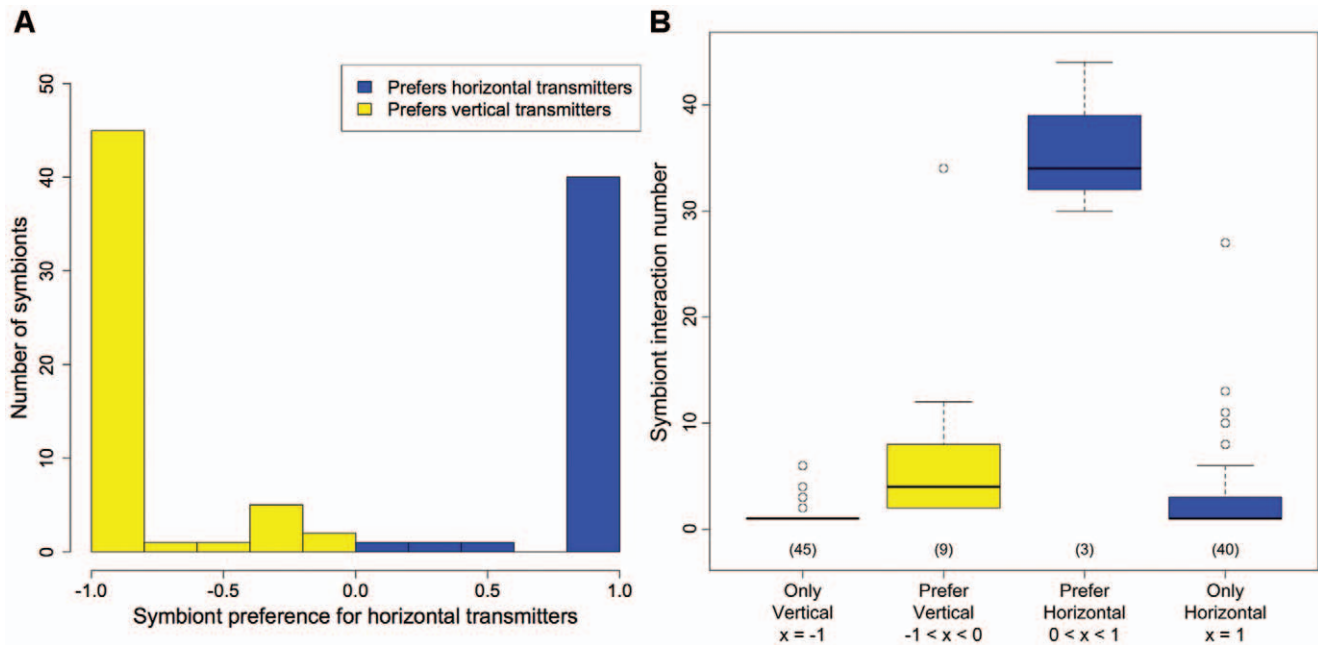 A
Prefers horizontal transmitters
Prefers vertical transmitters
Number of symbionts
50
40
30
20
10
0
-1.0 -0.5 0.0 0.5 1.0
Symbiont preference for horizontal transmitters
B
Symbiont interaction number
40
30
20
10
0
(45) (9) (3) (40)
Only Prefer Prefer Only
Vertical Vertical Horizontal Horizontal
x = -1 -1 < x < 0 0 < x < 1 x = 1